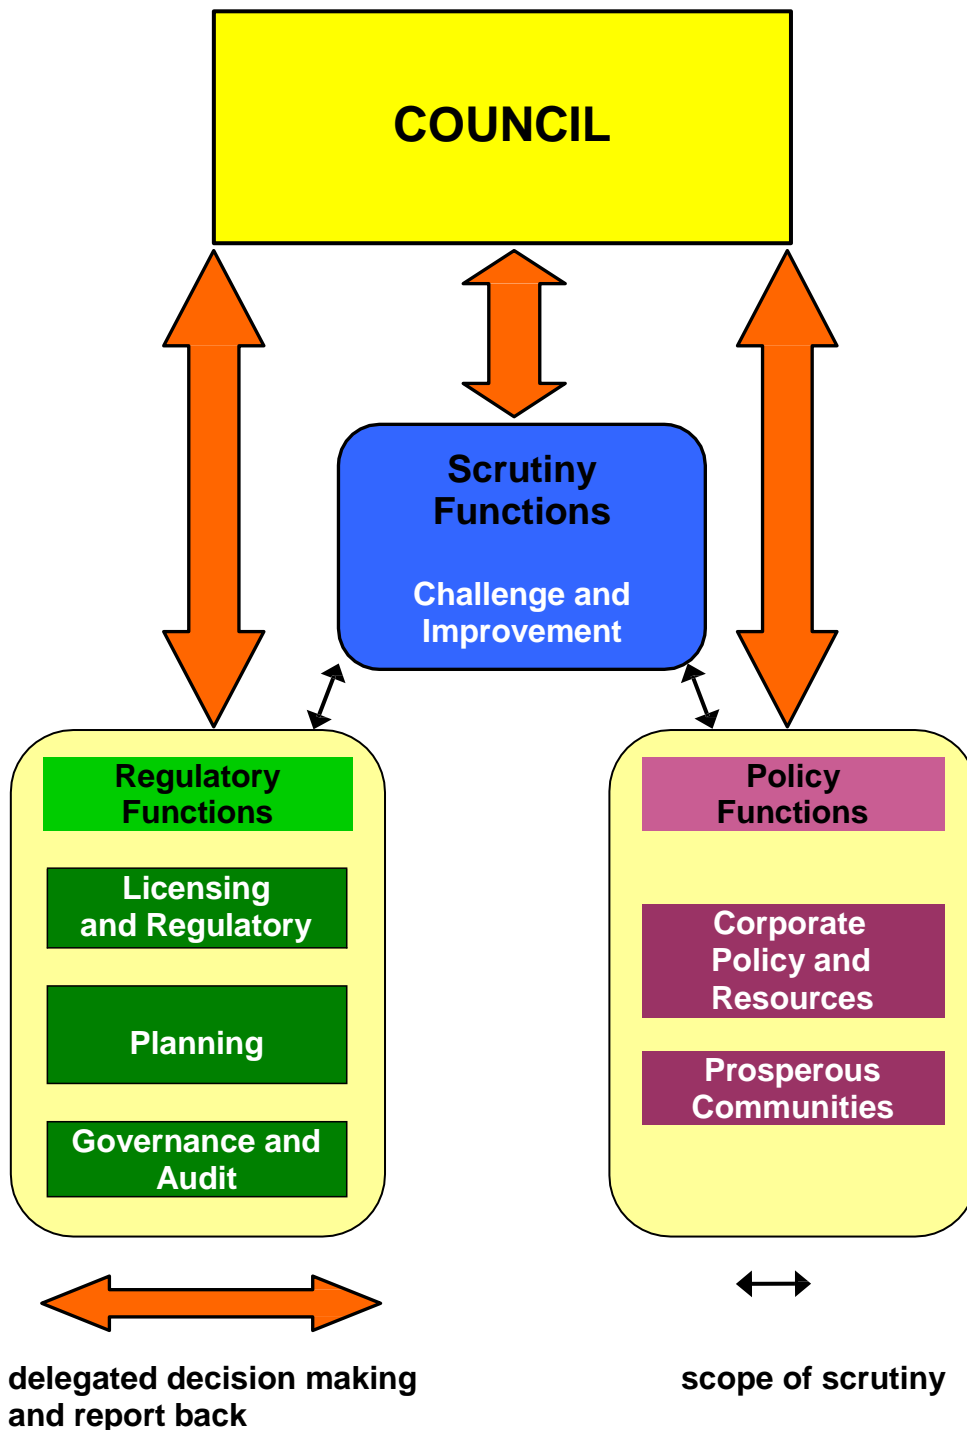 COUNCIL
Scrutiny
Functions
Challenge and
Improvement
Regulatory
Functions
Licensing
and Regulatory
Planning
Governance and
Audit
Policy
Functions
Corporate
Policy and
Resources
Prosperous
Communities
delegated decision making
and report back
scope of scrutiny